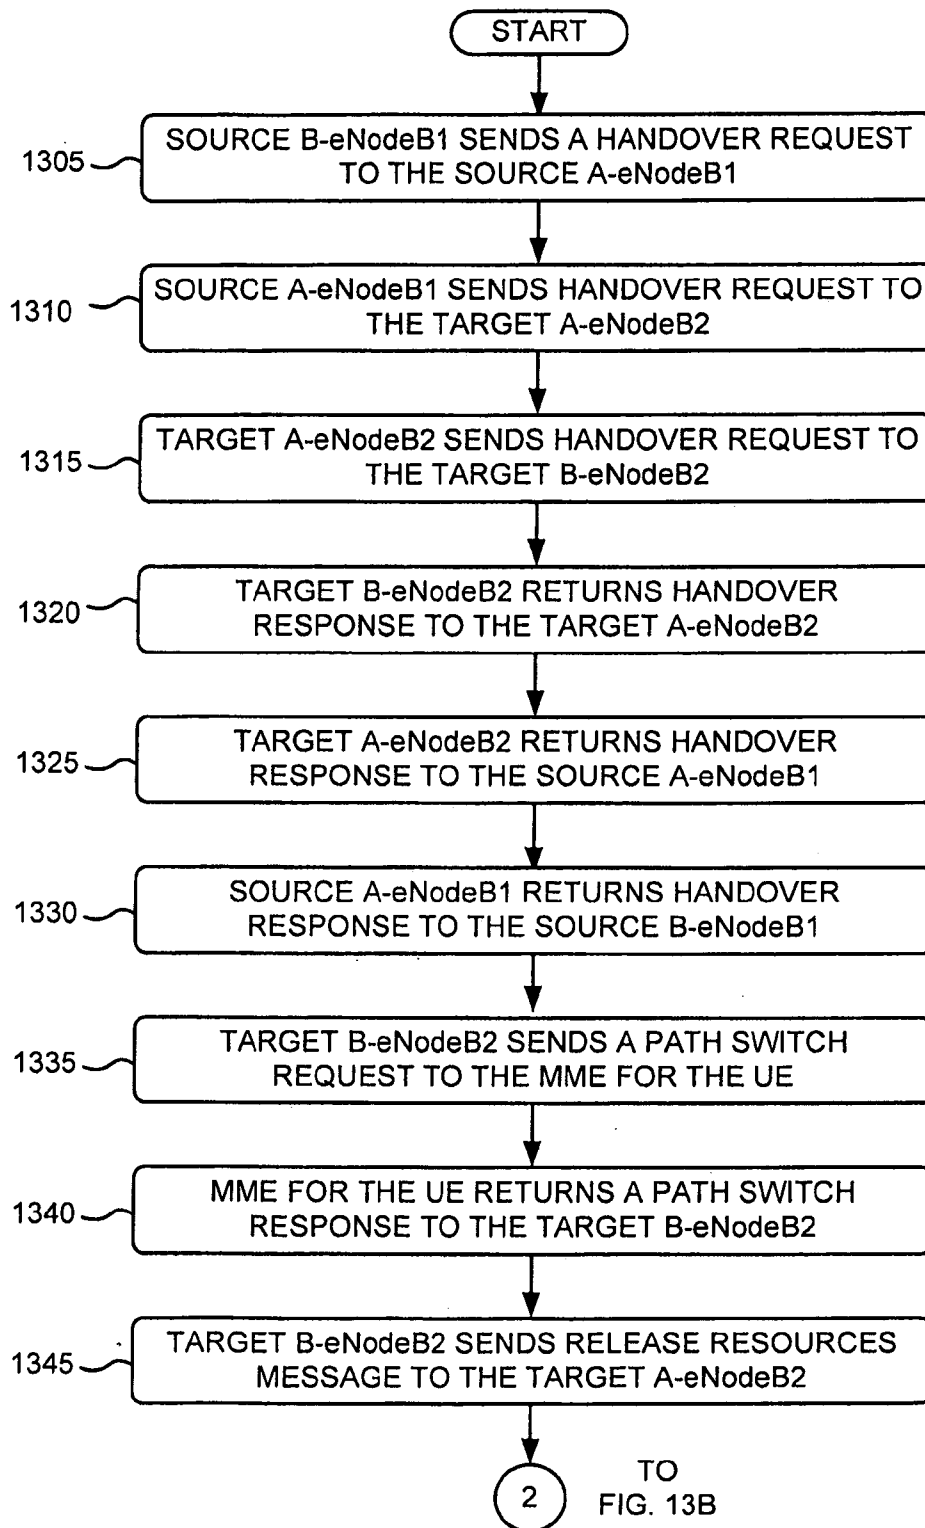 START
1305
SOURCE B-eNodeB1 SENDS A HANDOVER REQUEST
TO THE SOURCE A-eNodeB1
1310
SOURCE A-eNodeB1 SENDS HANDOVER REQUEST TO
THE TARGET A-eNodeB2
1315
TARGET A-eNodeB2 SENDS HANDOVER REQUEST TO
THE TARGET B-eNodeB2
1320
TARGET B-eNodeB2 RETURNS HANDOVER
RESPONSE TO THE TARGET A-eNodeB2
1325
TARGET A-eNodeB2 RETURNS HANDOVER
RESPONSE TO THE SOURCE A-eNodeB1
1330
SOURCE A-eNodeB1 RETURNS HANDOVER
RESPONSE TO THE SOURCE B-eNodeB1
1335
TARGET B-eNodeB2 SENDS A PATH SWITCH
REQUEST TO THE MME FOR THE UE
1340
MME FOR THE UE RETURNS A PATH SWITCH
RESPONSE TO THE TARGET B-eNodeB2
1345
TARGET B-eNodeB2 SENDS RELEASE RESOURCES
MESSAGE TO THE TARGET A-eNodeB2
2
TO
FIG. 13B